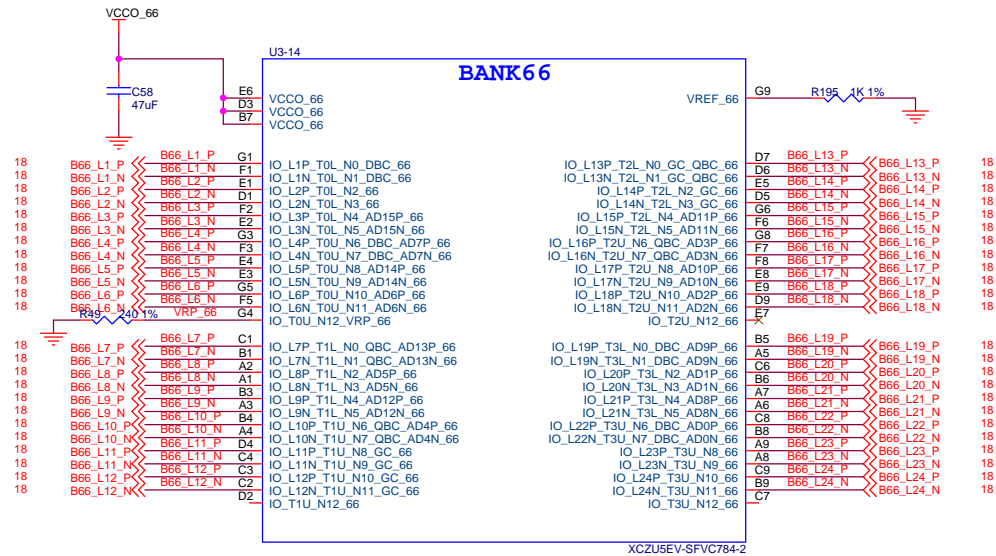 VCCO_66
U3-14
BANK66
C58
47uF
E6 VCCO_66
D3 VCCO_66
B7 VCCO_66
VREF_66 G9 R195 1K 1%
18 B66_L1_P B66_L1_P G1 IO_L1P_T0L_N0_DBC_66
18 B66_L1_N B66_L1_N F1 IO_L1N_T0L_N1_DBC_66
18 B66_L2_P B66_L2_P E1 IO_L2P_T0L_N2_66
18 B66_L2_N B66_L2_N D1 IO_L2N_T0L_N3_66
18 B66_L3_P B66_L3_P F2 IO_L3P_T0L_N4_AD15P_66
18 B66_L3_N B66_L3_N E2 IO_L3N_T0L_N5_AD15N_66
18 B66_L4_P B66_L4_P G3 IO_L4P_T0U_N6_DBC_AD7P_66
18 B66_L4_N B66_L4_N F3 IO_L4N_T0U_N7_DBC_AD7N_66
18 B66_L5_P B66_L5_P E4 IO_L5P_T0U_N8_AD14P_66
18 B66_L5_N B66_L5_N E3 IO_L5N_T0U_N9_AD14N_66
18 B66_L6_P B66_L6_P G5 IO_L6P_T0U_N10_AD6P_66
18 B66_L6_N B66_L6_N F5 IO_L6N_T0U_N11_AD6N_66
R49 240 1% VRP_66 G4 IO_T0U_N12_VRP_66
18 B66_L7_P B66_L7_P C1 IO_L7P_T1L_N0_QBC_AD13P_66
18 B66_L7_N B66_L7_N B1 IO_L7N_T1L_N1_QBC_AD13N_66
18 B66_L8_P B66_L8_P A2 IO_L8P_T1L_N2_AD5P_66
18 B66_L8_N B66_L8_N A1 IO_L8N_T1L_N3_AD5N_66
18 B66_L9_P B66_L9_P B3 IO_L9P_T1L_N4_AD12P_66
18 B66_L9_N B66_L9_N A3 IO_L9N_T1L_N5_AD12N_66
18 B66_L10_P B66_L10_P B4 IO_L10P_T1U_N6_QBC_AD4P_66
18 B66_L10_N B66_L10_N A4 IO_L10N_T1U_N7_QBC_AD4N_66
18 B66_L11_P B66_L11_P D4 IO_L11P_T1U_N8_GC_66
18 B66_L11_N B66_L11_N C4 IO_L11N_T1U_N9_GC_66
18 B66_L12_P B66_L12_P C3 IO_L12P_T1U_N10_GC_66
18 B66_L12_N B66_L12_N C2 IO_L12N_T1U_N11_GC_66
D2 IO_T1U_N12_66
IO_L13P_T2L_N0_GC_QBC_66 D7 B66_L13_P B66_L13_P 18
IO_L13N_T2L_N1_GC_QBC_66 D6 B66_L13_N B66_L13_N 18
IO_L14P_T2L_N2_GC_66 E5 B66_L14_P B66_L14_P 18
IO_L14N_T2L_N3_GC_66 D5 B66_L14_N B66_L14_N 18
IO_L15P_T2L_N4_AD11P_66 G6 B66_L15_P B66_L15_P 18
IO_L15N_T2L_N5_AD11N_66 F6 B66_L15_N B66_L15_N 18
IO_L16P_T2U_N6_QBC_AD3P_66 G8 B66_L16_P B66_L16_P 18
IO_L16N_T2U_N7_QBC_AD3N_66 F7 B66_L16_N B66_L16_N 18
IO_L17P_T2U_N8_AD10P_66 F8 B66_L17_P B66_L17_P 18
IO_L17N_T2U_N9_AD10N_66 E8 B66_L17_N B66_L17_N 18
IO_L18P_T2U_N10_AD2P_66 E9 B66_L18_P B66_L18_P 18
IO_L18N_T2U_N11_AD2N_66 D9 B66_L18_N B66_L18_N 18
IO_T2U_N12_66 E7
IO_L19P_T3L_N0_DBC_AD9P_66 B5 B66_L19_P B66_L19_P 18
IO_L19N_T3L_N1_DBC_AD9N_66 A5 B66_L19_N B66_L19_N 18
IO_L20P_T3L_N2_AD1P_66 C6 B66_L20_P B66_L20_P 18
IO_L20N_T3L_N3_AD1N_66 B6 B66_L20_N B66_L20_N 18
IO_L21P_T3L_N4_AD8P_66 A7 B66_L21_P B66_L21_P 18
IO_L21N_T3L_N5_AD8N_66 A6 B66_L21_N B66_L21_N 18
IO_L22P_T3U_N6_DBC_AD0P_66 C8 B66_L22_P B66_L22_P 18
IO_L22N_T3U_N7_DBC_AD0N_66 B8 B66_L22_N B66_L22_N 18
IO_L23P_T3U_N8_66 A9 B66_L23_P B66_L23_P 18
IO_L23N_T3U_N9_66 A8 B66_L23_N B66_L23_N 18
IO_L24P_T3U_N10_66 C9 B66_L24_P B66_L24_P 18
IO_L24N_T3U_N11_66 B9 B66_L24_N B66_L24_N 18
IO_T3U_N12_66 C7
XCZU5EV-SFVC784-2